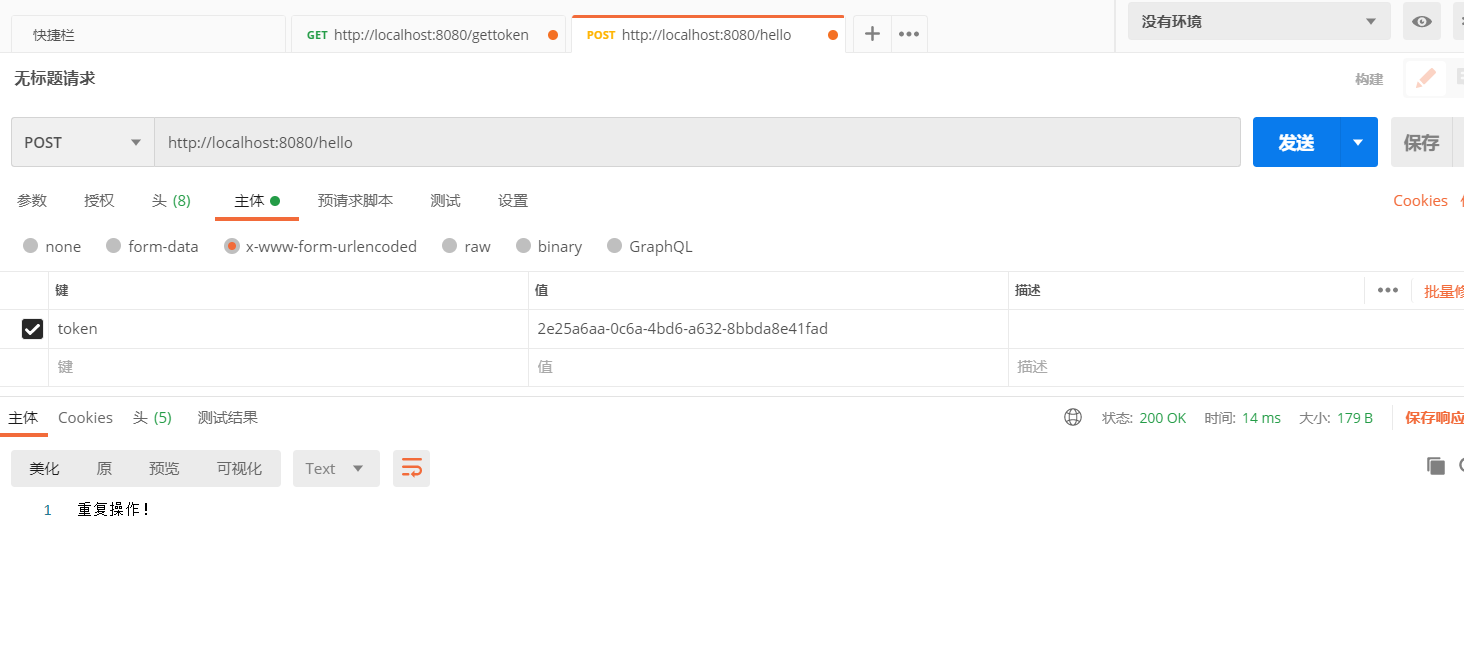 快捷栏
GET http://localhost:8080/gettoken
POST http://localhost:8080/hello
没有环境
无标题请求
构建
POST
http://localhost:8080/hello
发送
保存
参数
授权
头 (8)
主体
预请求脚本
测试
设置
Cookies
none
form-data
x-www-form-urlencoded
raw
binary
GraphQL
键
值
描述
批量修
token
2e25a6aa-0c6a-4bd6-a632-8bbda8e41fad
键
值
描述
主体
Cookies
头 (5)
测试结果
状态: 200 OK
时间: 14 ms
大小: 179 B
保存响应
美化
原
预览
可视化
Text
1
重复操作!